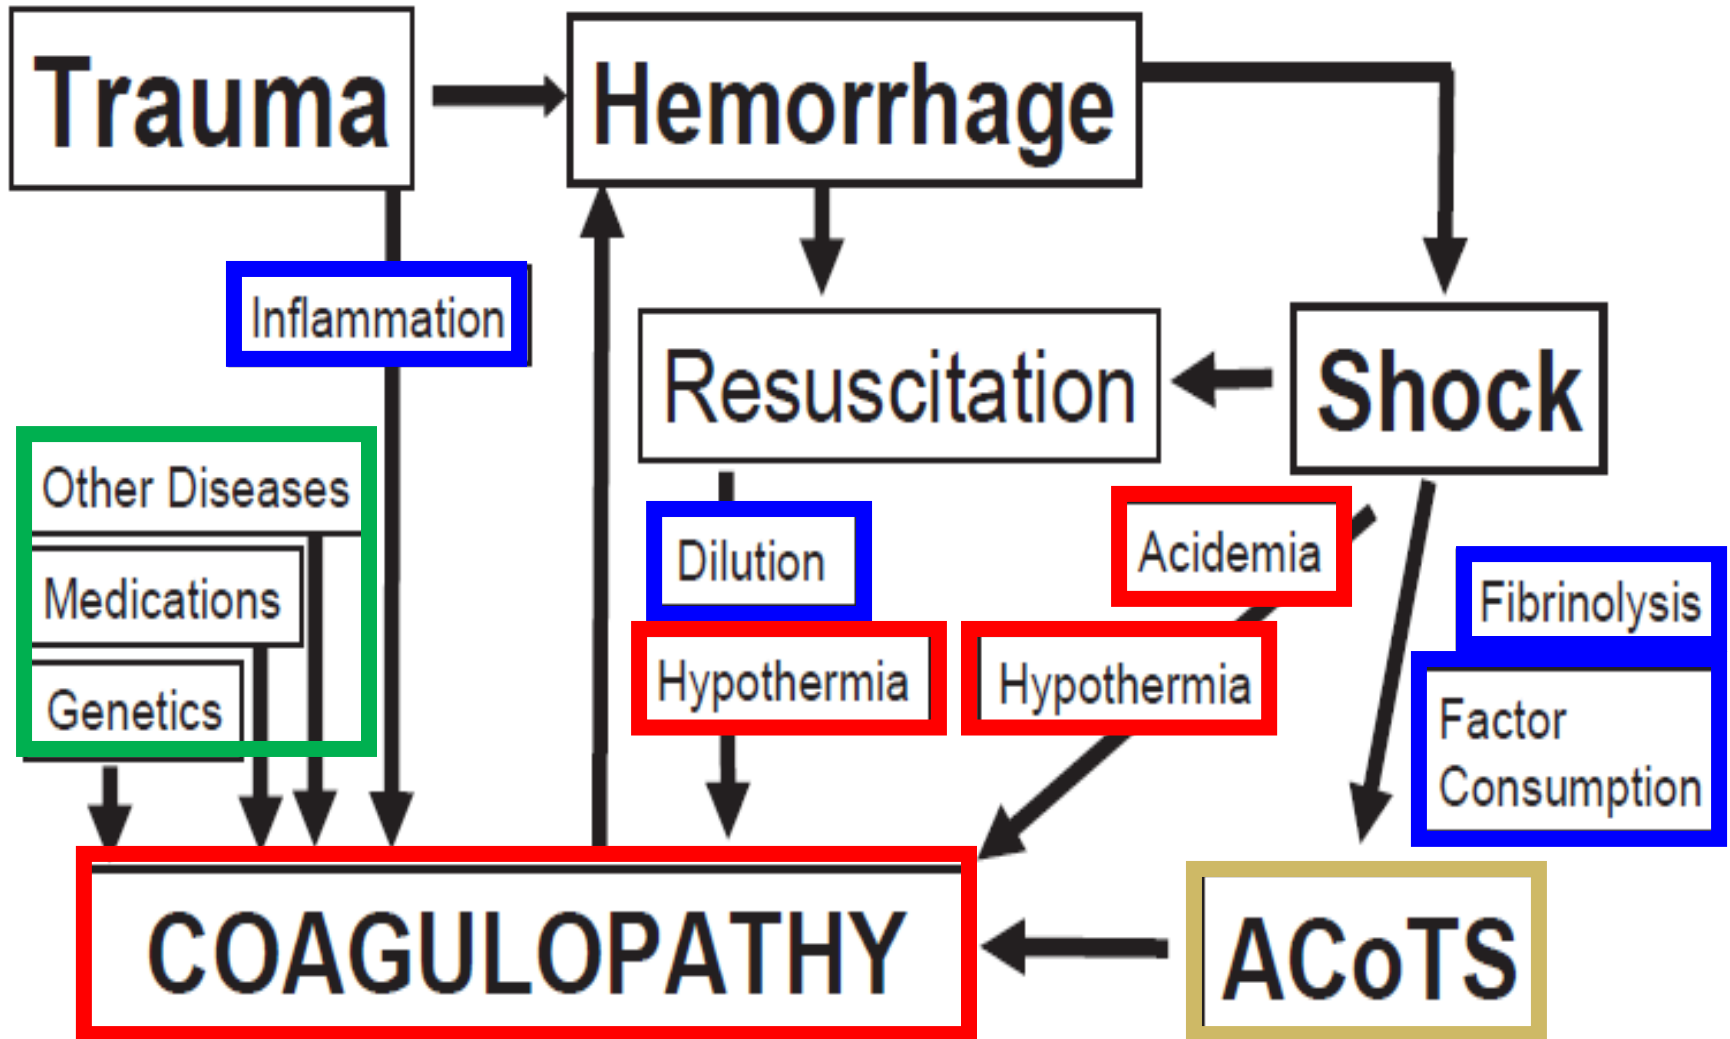 Trauma
Hemorrhage
Inflammation
Resuscitation
Shock
Other Diseases
Medications
Genetics
Dilution
Hypothermia
Acidemia
Hypothermia
Fibrinolysis
Factor
Consumption
COAGULOPATHY
ACoTS